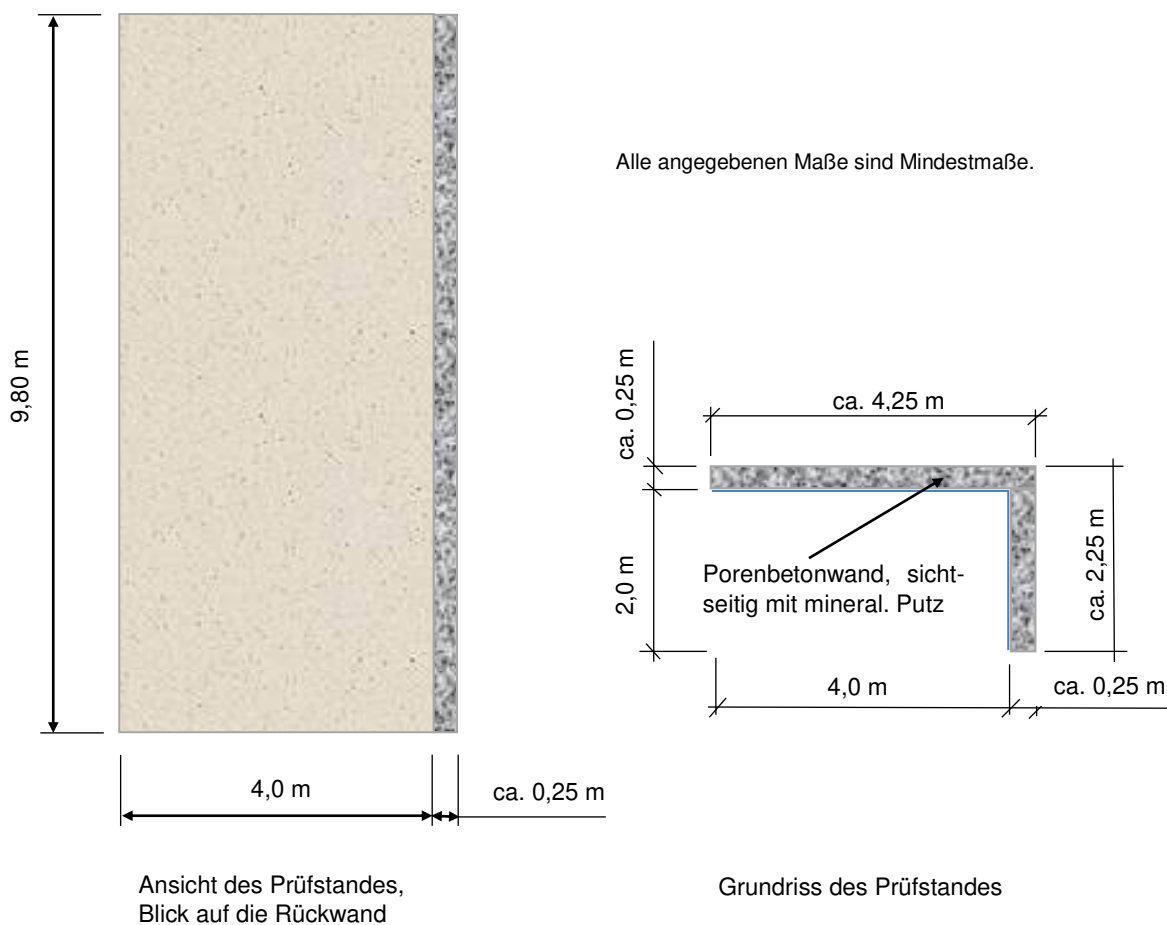 Alle angegebenen Maße sind Mindestmaße.
9,80 m
4,0 m
ca. 0,25 m
Ansicht des Prüfstandes,
Blick auf die Rückwand
ca. 0,25 m
ca. 4,25 m
2,0 m
Porenbetonwand, sicht-
seitig mit mineral. Putz
ca. 2,25 m
4,0 m
ca. 0,25 m
Grundriss des Prüfstandes